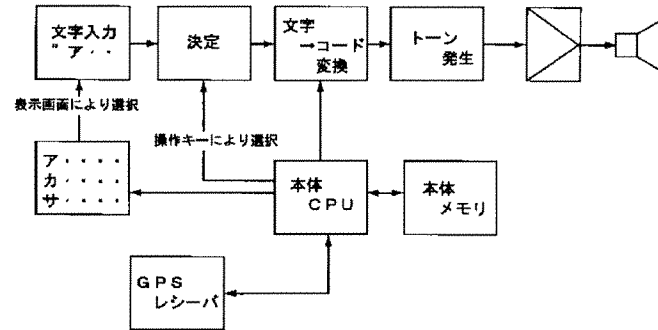 文字入力
"ア・・
決定
文字
→コード
変換
トーン
発生
表示画面により選択
操作キーにより選択
ア・・・・
カ・・・・
サ・・・・
本体
CPU
本体
メモリ
GPS
レシーバ